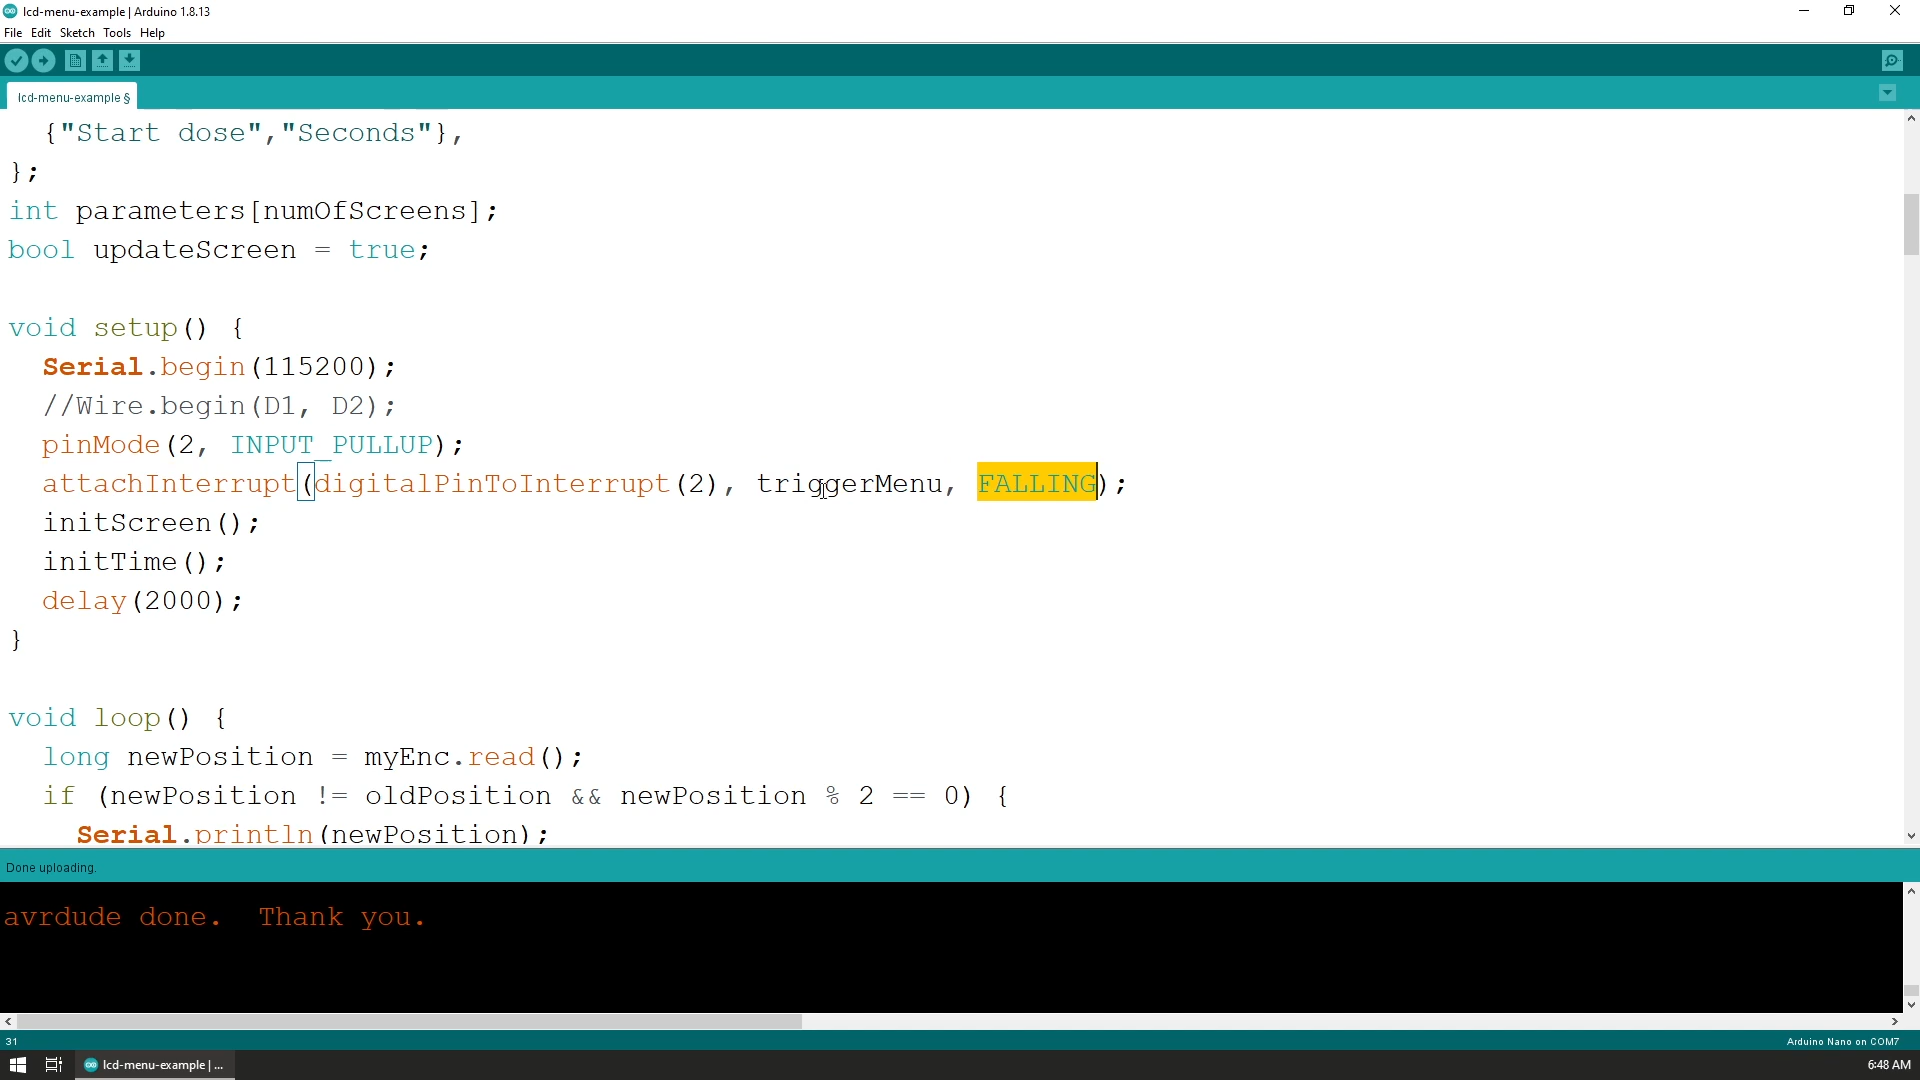 lcd-menu-example | Arduino 1.8.13
File Edit Sketch Tools Help
lcd-menu-example §
{"Start dose","Seconds"},
};
int parameters[numOfScreens];
bool updateScreen = true;
void setup() {
Serial.begin(115200);
//Wire.begin(D1, D2);
pinMode(2, INPUT_PULLUP);
attachInterrupt(digitalPinToInterrupt(2), triggerMenu, FALLING);
initScreen();
initTime();
delay(2000);
}
void loop() {
long newPosition = myEnc.read();
if (newPosition != oldPosition && newPosition % 2 == 0) {
Serial.println(newPosition);
Done uploading.
avrdude done.  Thank you.
31
Arduino Nano on COM7
lcd-menu-example | ...
6:48 AM